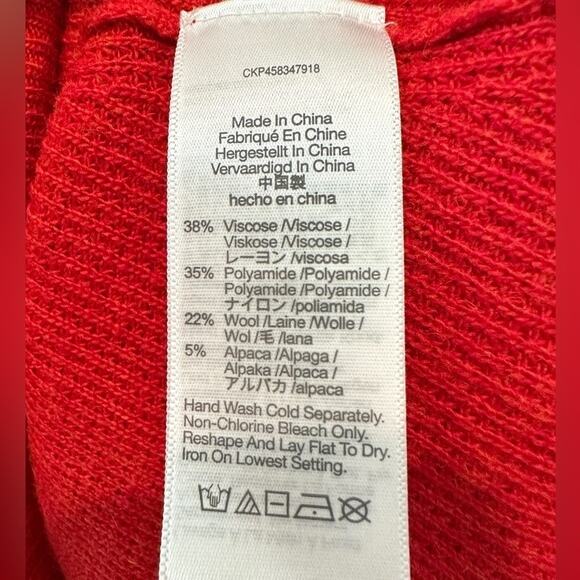 CKP458347918
Made In China
Fabriqué En Chine
Hergestellt In China
Vervaardigd In China
中国製
hecho en china
38% Viscose /Viscose /
Viskose /Viscose /
レーヨン /viscosa
35% Polyamide /Polyamide /
Polyamide /Polyamide /
ナイロン /poliamida
22% Wool /Laine /Wolle /
Wol /毛 /lana
5% Alpaca /Alpaga /
Alpaka /Alpaca /
アルパカ /alpaca
Hand Wash Cold Separately.
Non-Chlorine Bleach Only.
Reshape And Lay Flat To Dry.
Iron On Lowest Setting.